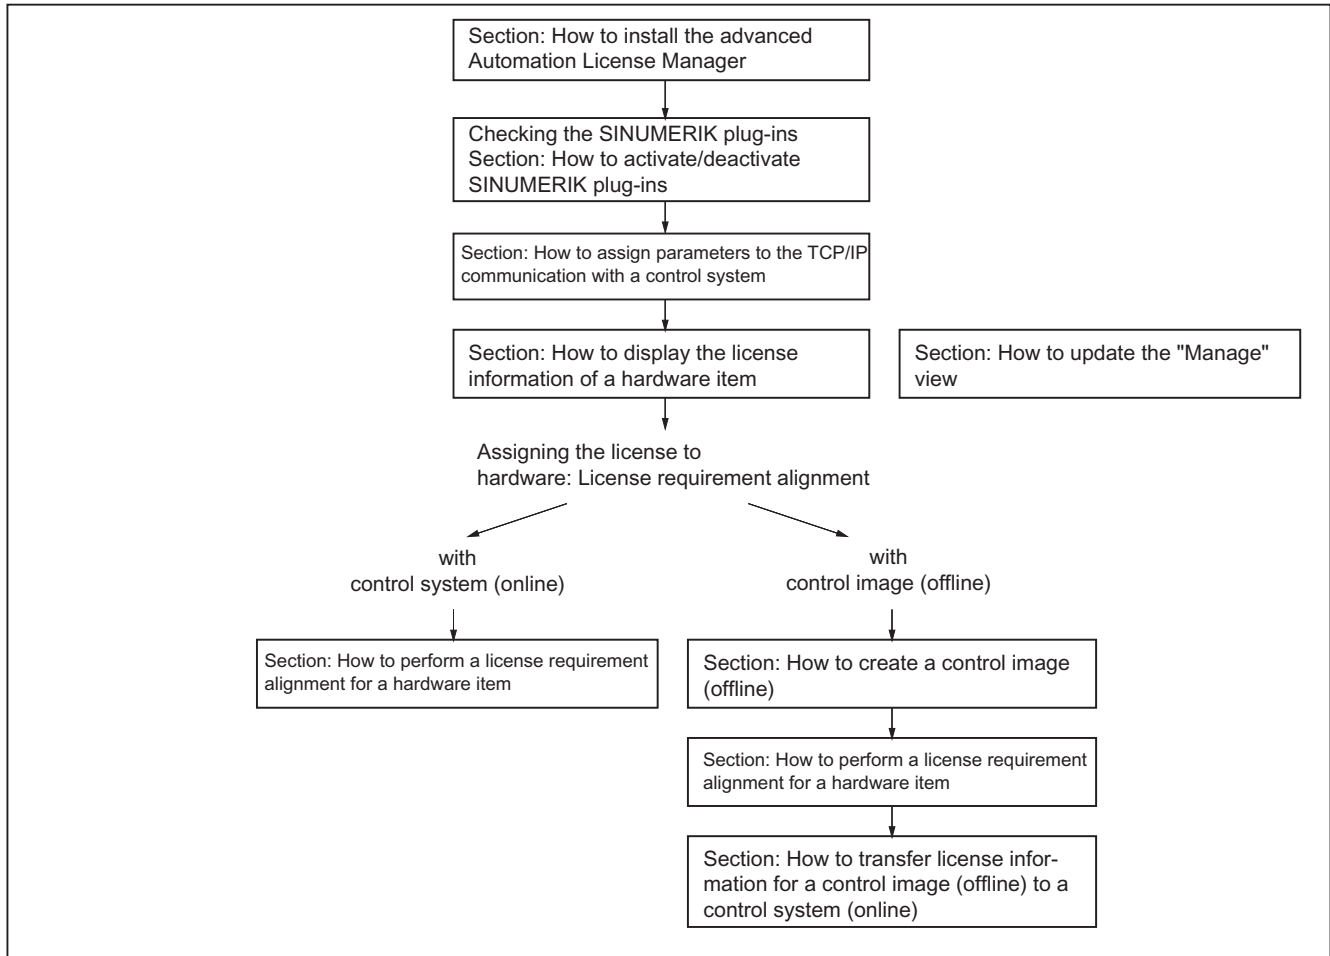 Section: How to install the advanced
Automation License Manager
Checking the SINUMERIK plug-ins
Section: How to activate/deactivate
SINUMERIK plug-ins
Section: How to assign parameters to the TCP/IP
communication with a control system
Section: How to display the license
information of a hardware item
Section: How to update the "Manage"
view
Assigning the license to
hardware: License requirement alignment
with
control system (online)
with
control image (offline)
Section: How to perform a license requirement
alignment for a hardware item
Section: How to create a control image
(offline)
Section: How to perform a license requirement
alignment for a hardware item
Section: How to transfer license infor-
mation for a control image (offline) to a
control system (online)